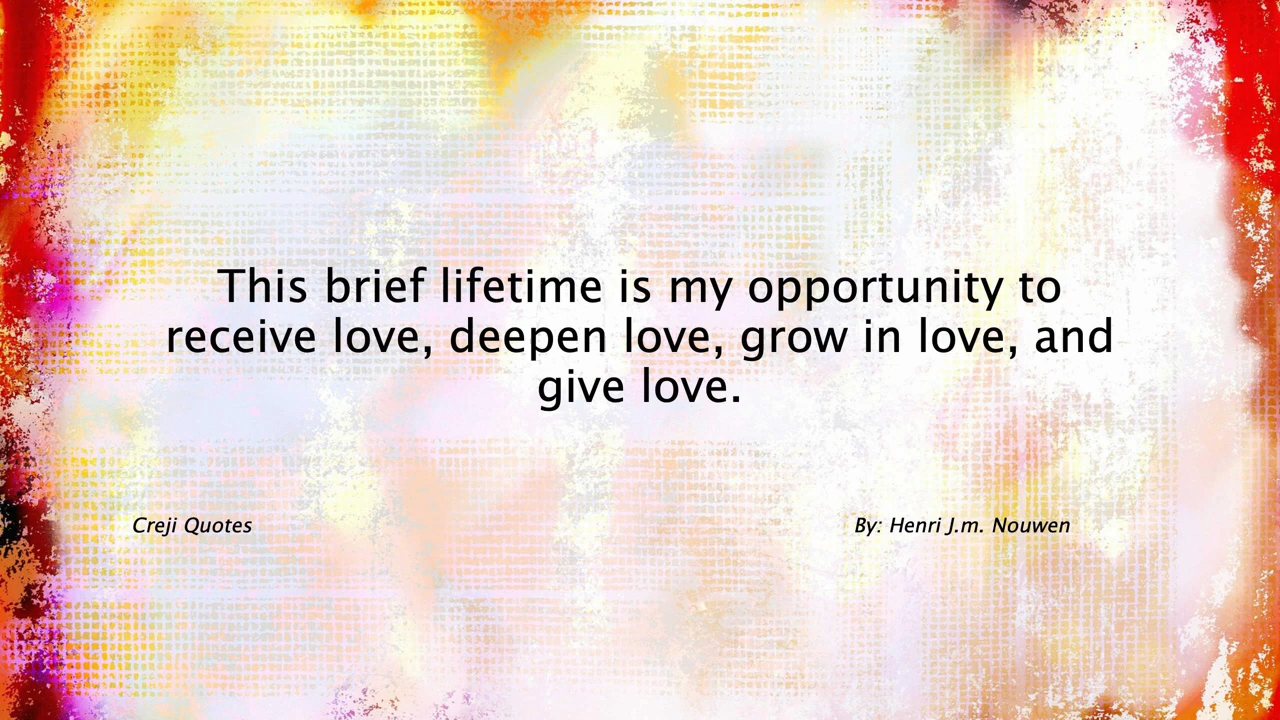 This brief lifetime is my opportunity to
receive love, deepen love, grow in love, and
give love.
Creji Quotes
By: Henri J.m. Nouwen